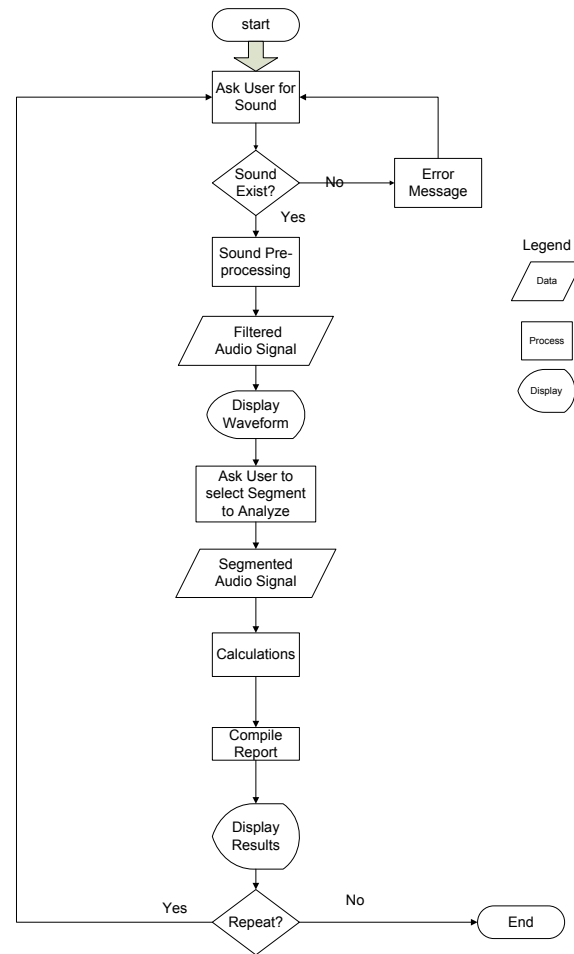 start
Ask User for
Sound
Sound
Exist?
No
Error
Message
Yes
Sound Pre-
processing
Legend
Data
Filtered
Audio Signal
Process
Display
Display
Waveform
Ask User to
select Segment
to Analyze
Segmented
Audio Signal
Calculations
Compile
Report
Display
Results
Yes
Repeat?
No
End